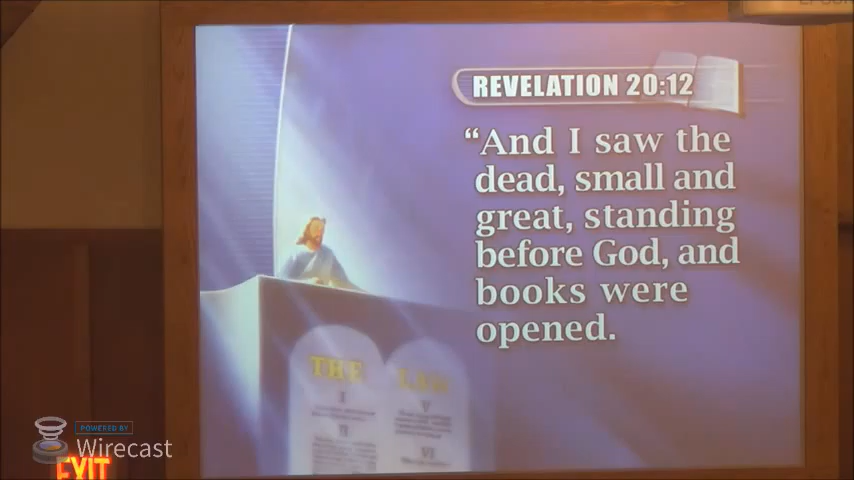 REVELATION 20:12
“And I saw the
dead, small and
great, standing
before God, and
books were
opened.
THE LAW
I
V
II
VI
POWERED BY
Wirecast
EXIT